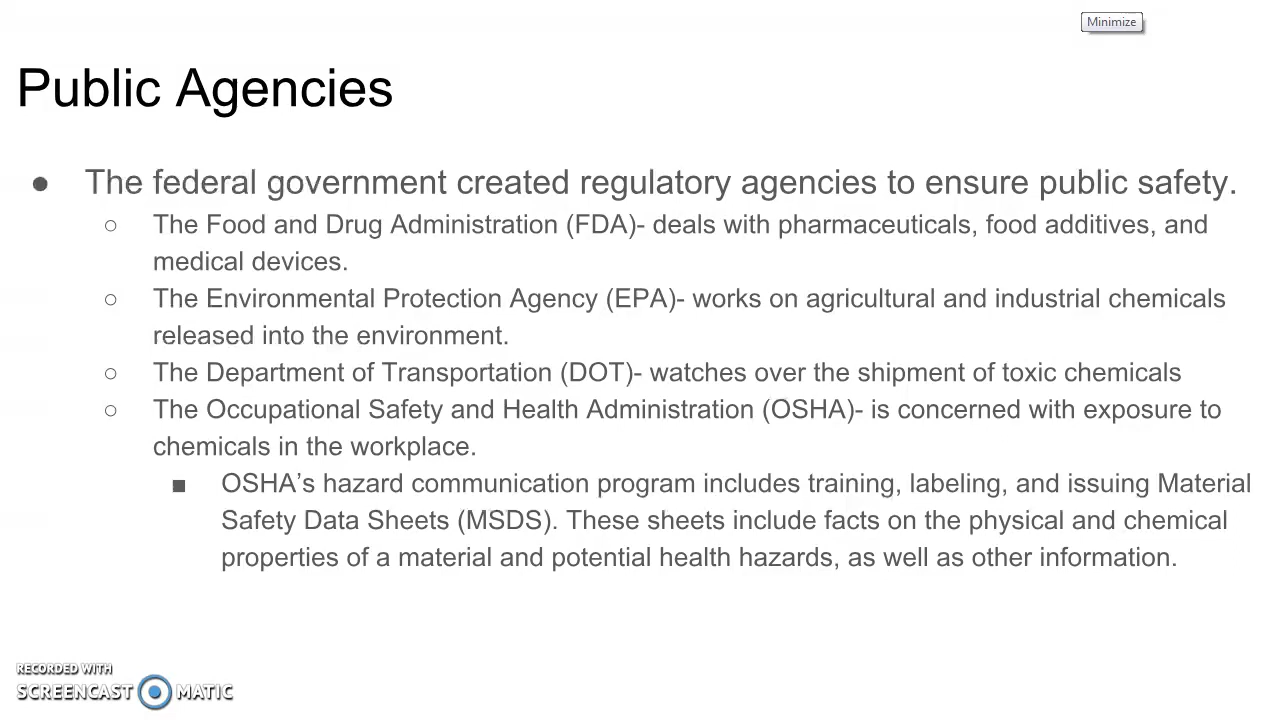 Minimize
Public Agencies
● The federal government created regulatory agencies to ensure public safety.
○ The Food and Drug Administration (FDA)- deals with pharmaceuticals, food additives, and
medical devices.
○ The Environmental Protection Agency (EPA)- works on agricultural and industrial chemicals
released into the environment.
○ The Department of Transportation (DOT)- watches over the shipment of toxic chemicals
○ The Occupational Safety and Health Administration (OSHA)- is concerned with exposure to
chemicals in the workplace.
■ OSHA’s hazard communication program includes training, labeling, and issuing Material
Safety Data Sheets (MSDS). These sheets include facts on the physical and chemical
properties of a material and potential health hazards, as well as other information.
RECORDED WITH
SCREENCAST MATIC